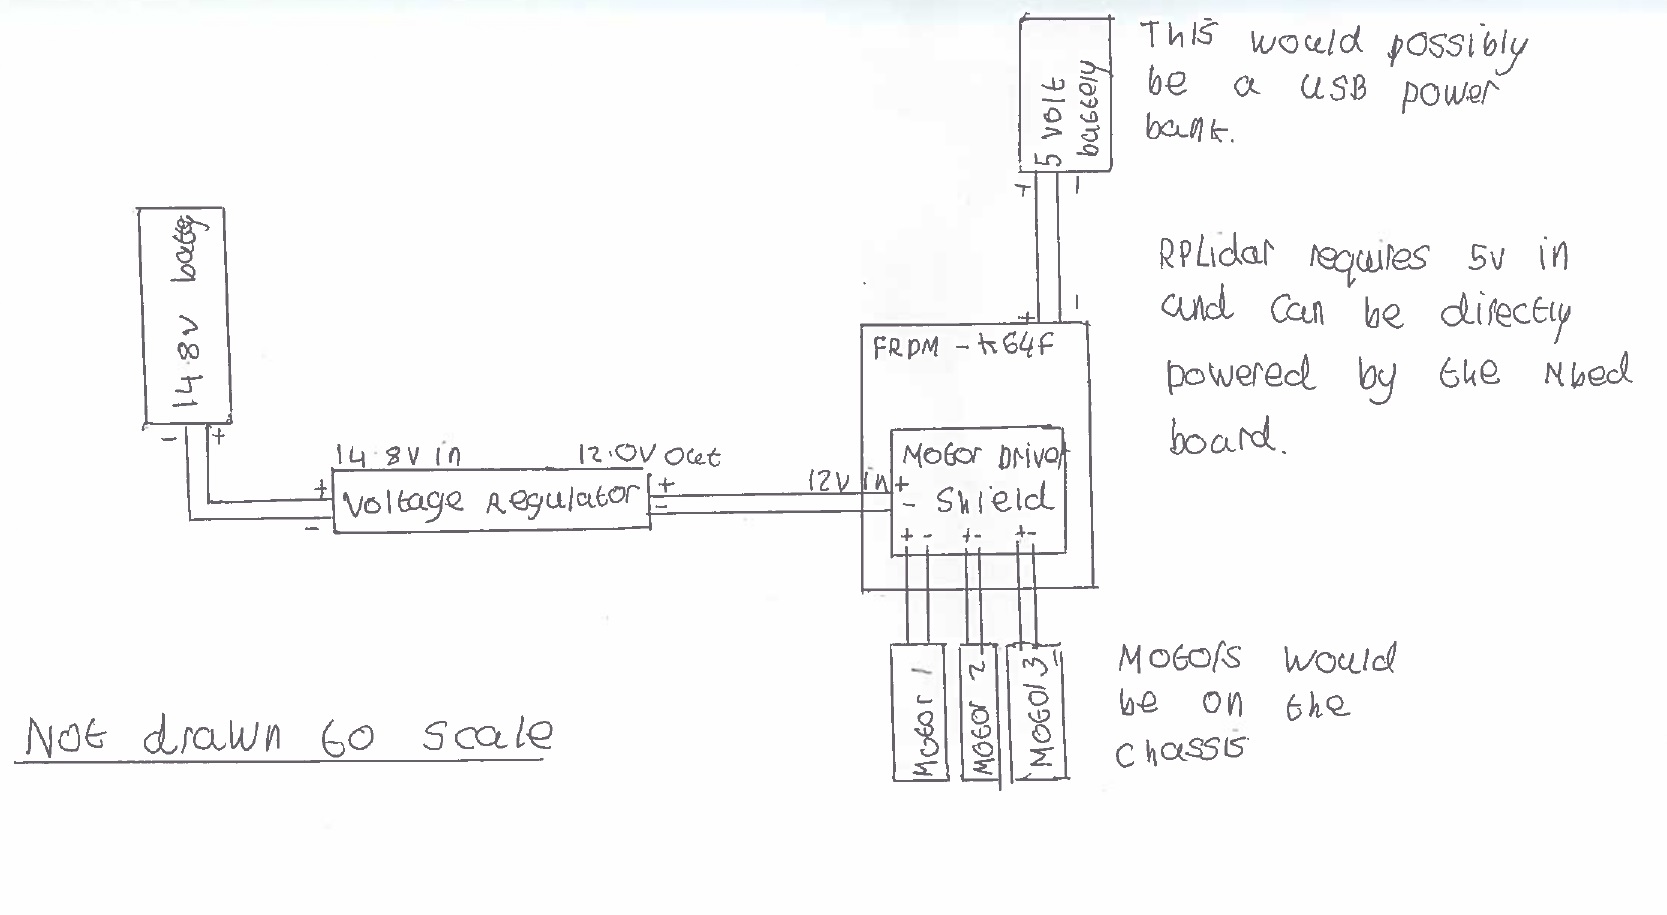 This would possibly
be a USB power
bank.
5 volt
battery
+ -
RPLidar requires 5v in
and can be directly
powered by the Mbed
board.
14.8V batty
- +
14.8V in 12.0V out
+ Voltage Regulator +
- -
+ -
FRDM - K64F
Motor Driver
12V in + Shield
-
+ - + - + -
Motor 1
Motor 2
Motor 3
Motors would
be on the
chassis
Not drawn to scale